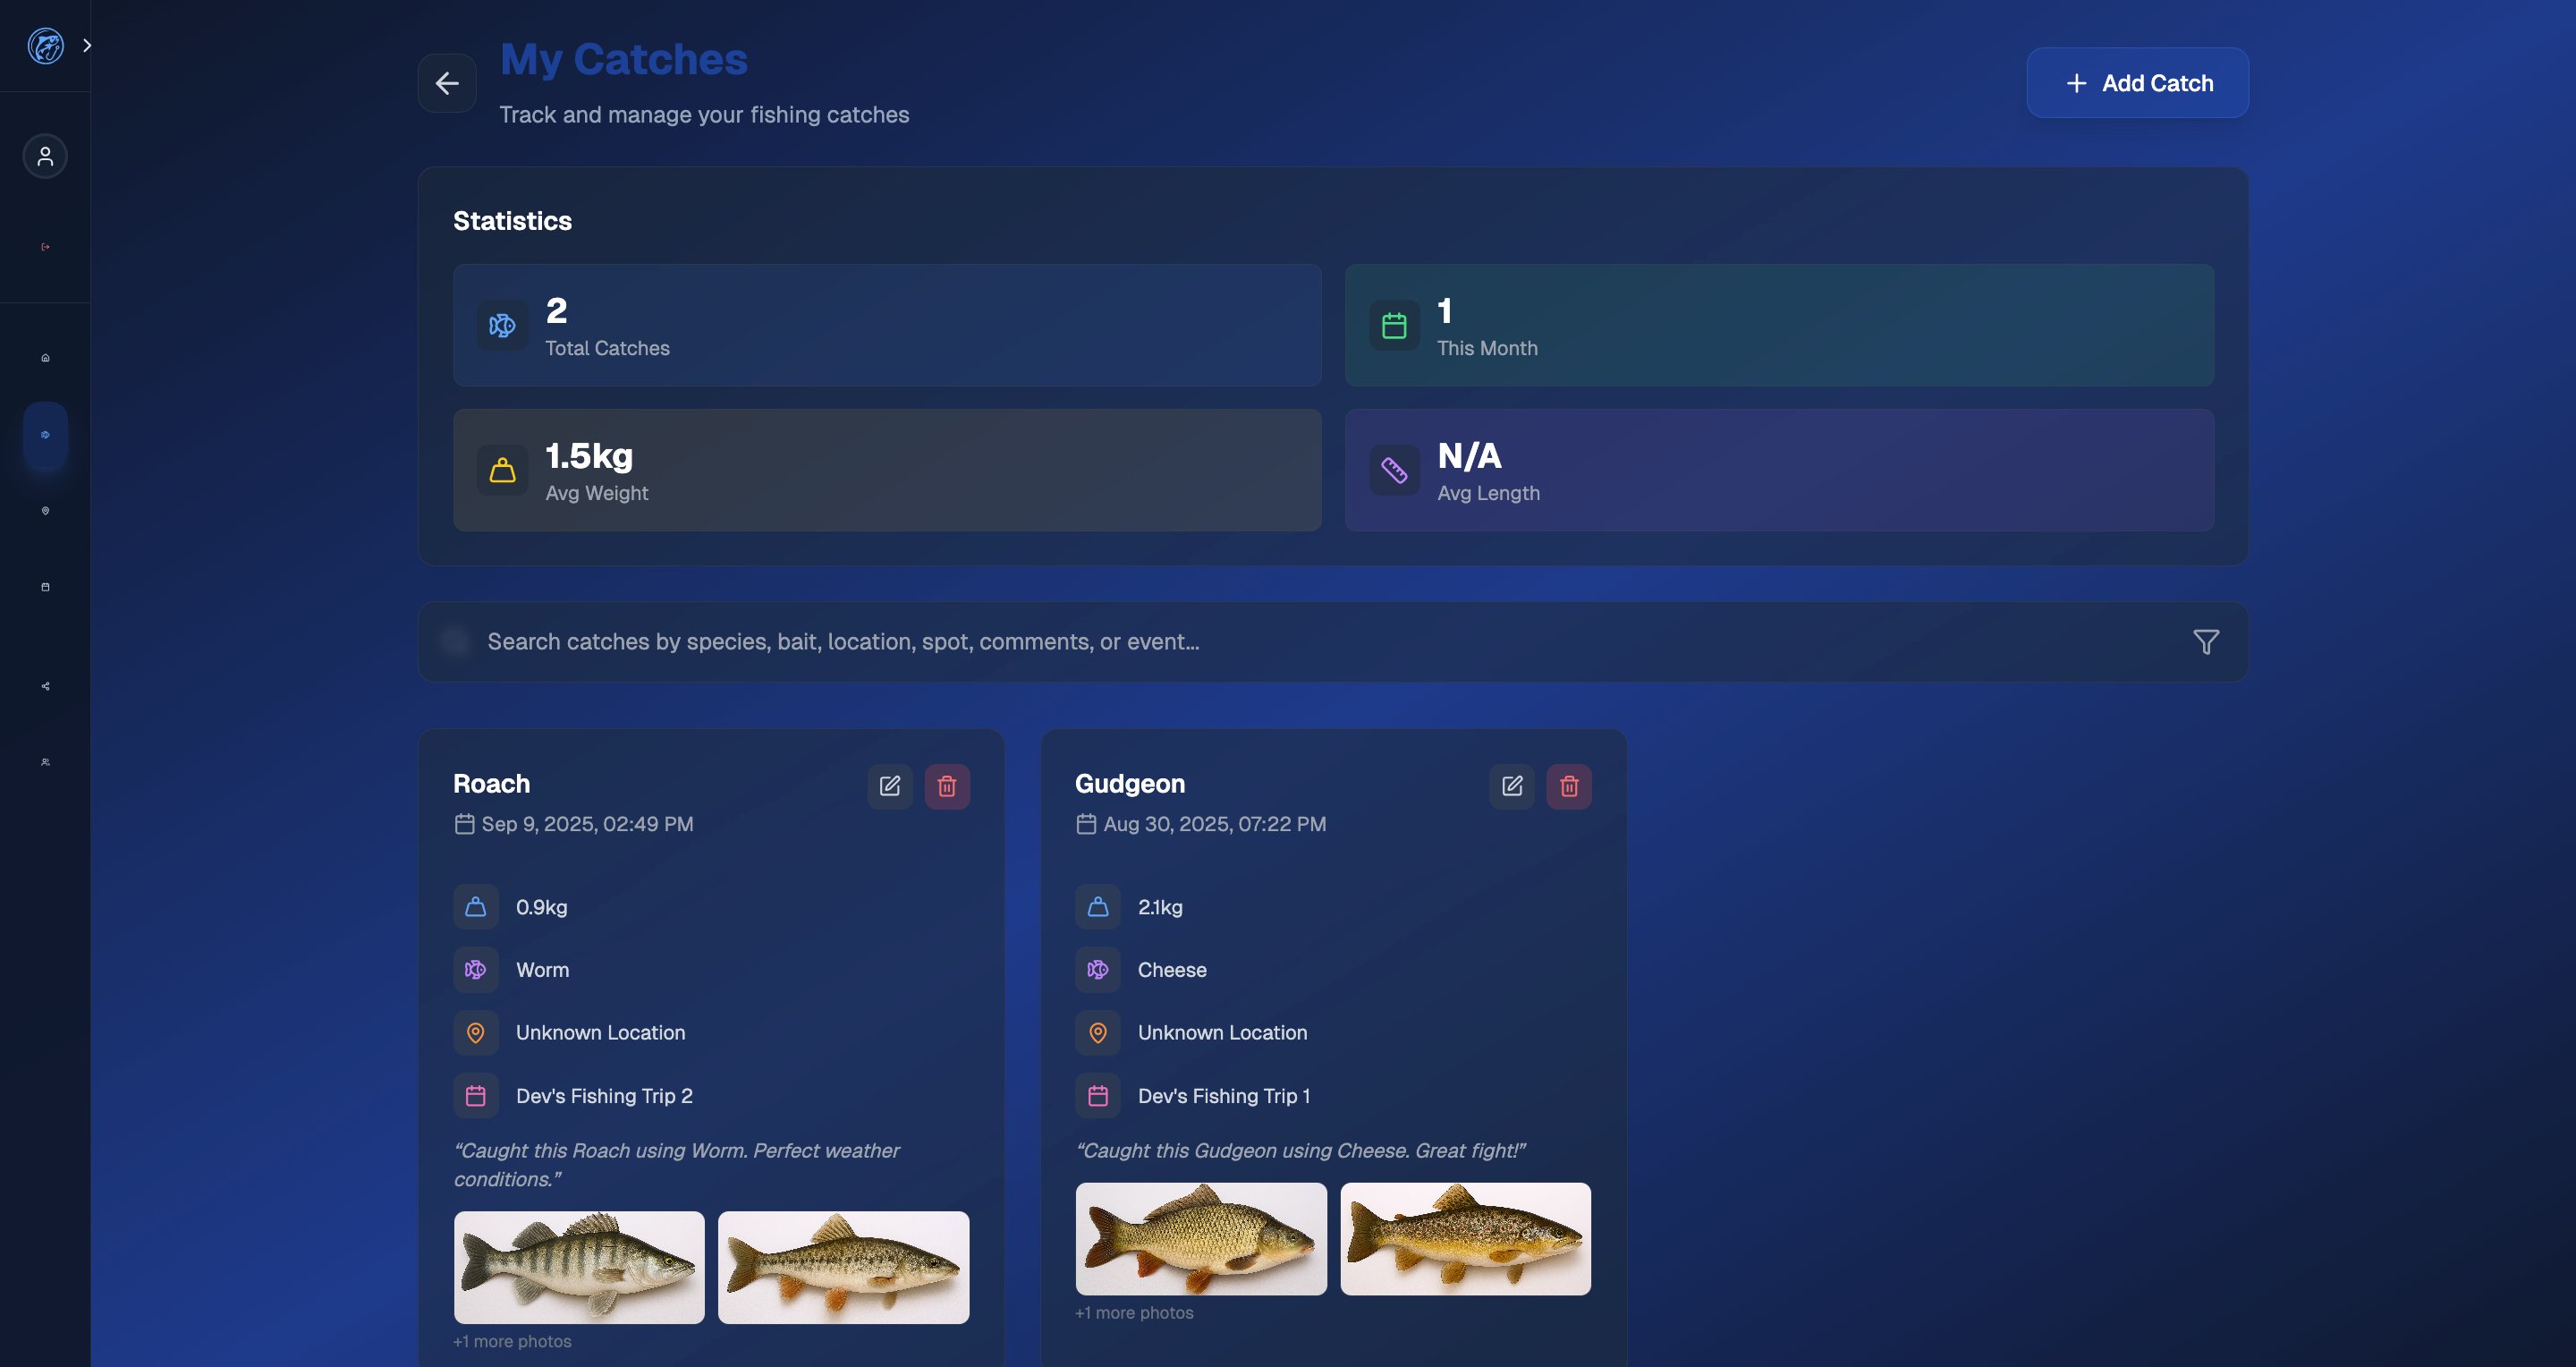 My Catches
Track and manage your fishing catches
Add Catch
Statistics
2
Total Catches
1
This Month
1.5kg
Avg Weight
N/A
Avg Length
Search catches by species, bait, location, spot, comments, or event...
Roach
Sep 9, 2025, 02:49 PM
0.9kg
Worm
Unknown Location
Dev's Fishing Trip 2
“Caught this Roach using Worm. Perfect weather
conditions.”
+1 more photos
Gudgeon
Aug 30, 2025, 07:22 PM
2.1kg
Cheese
Unknown Location
Dev's Fishing Trip 1
“Caught this Gudgeon using Cheese. Great fight!”
+1 more photos